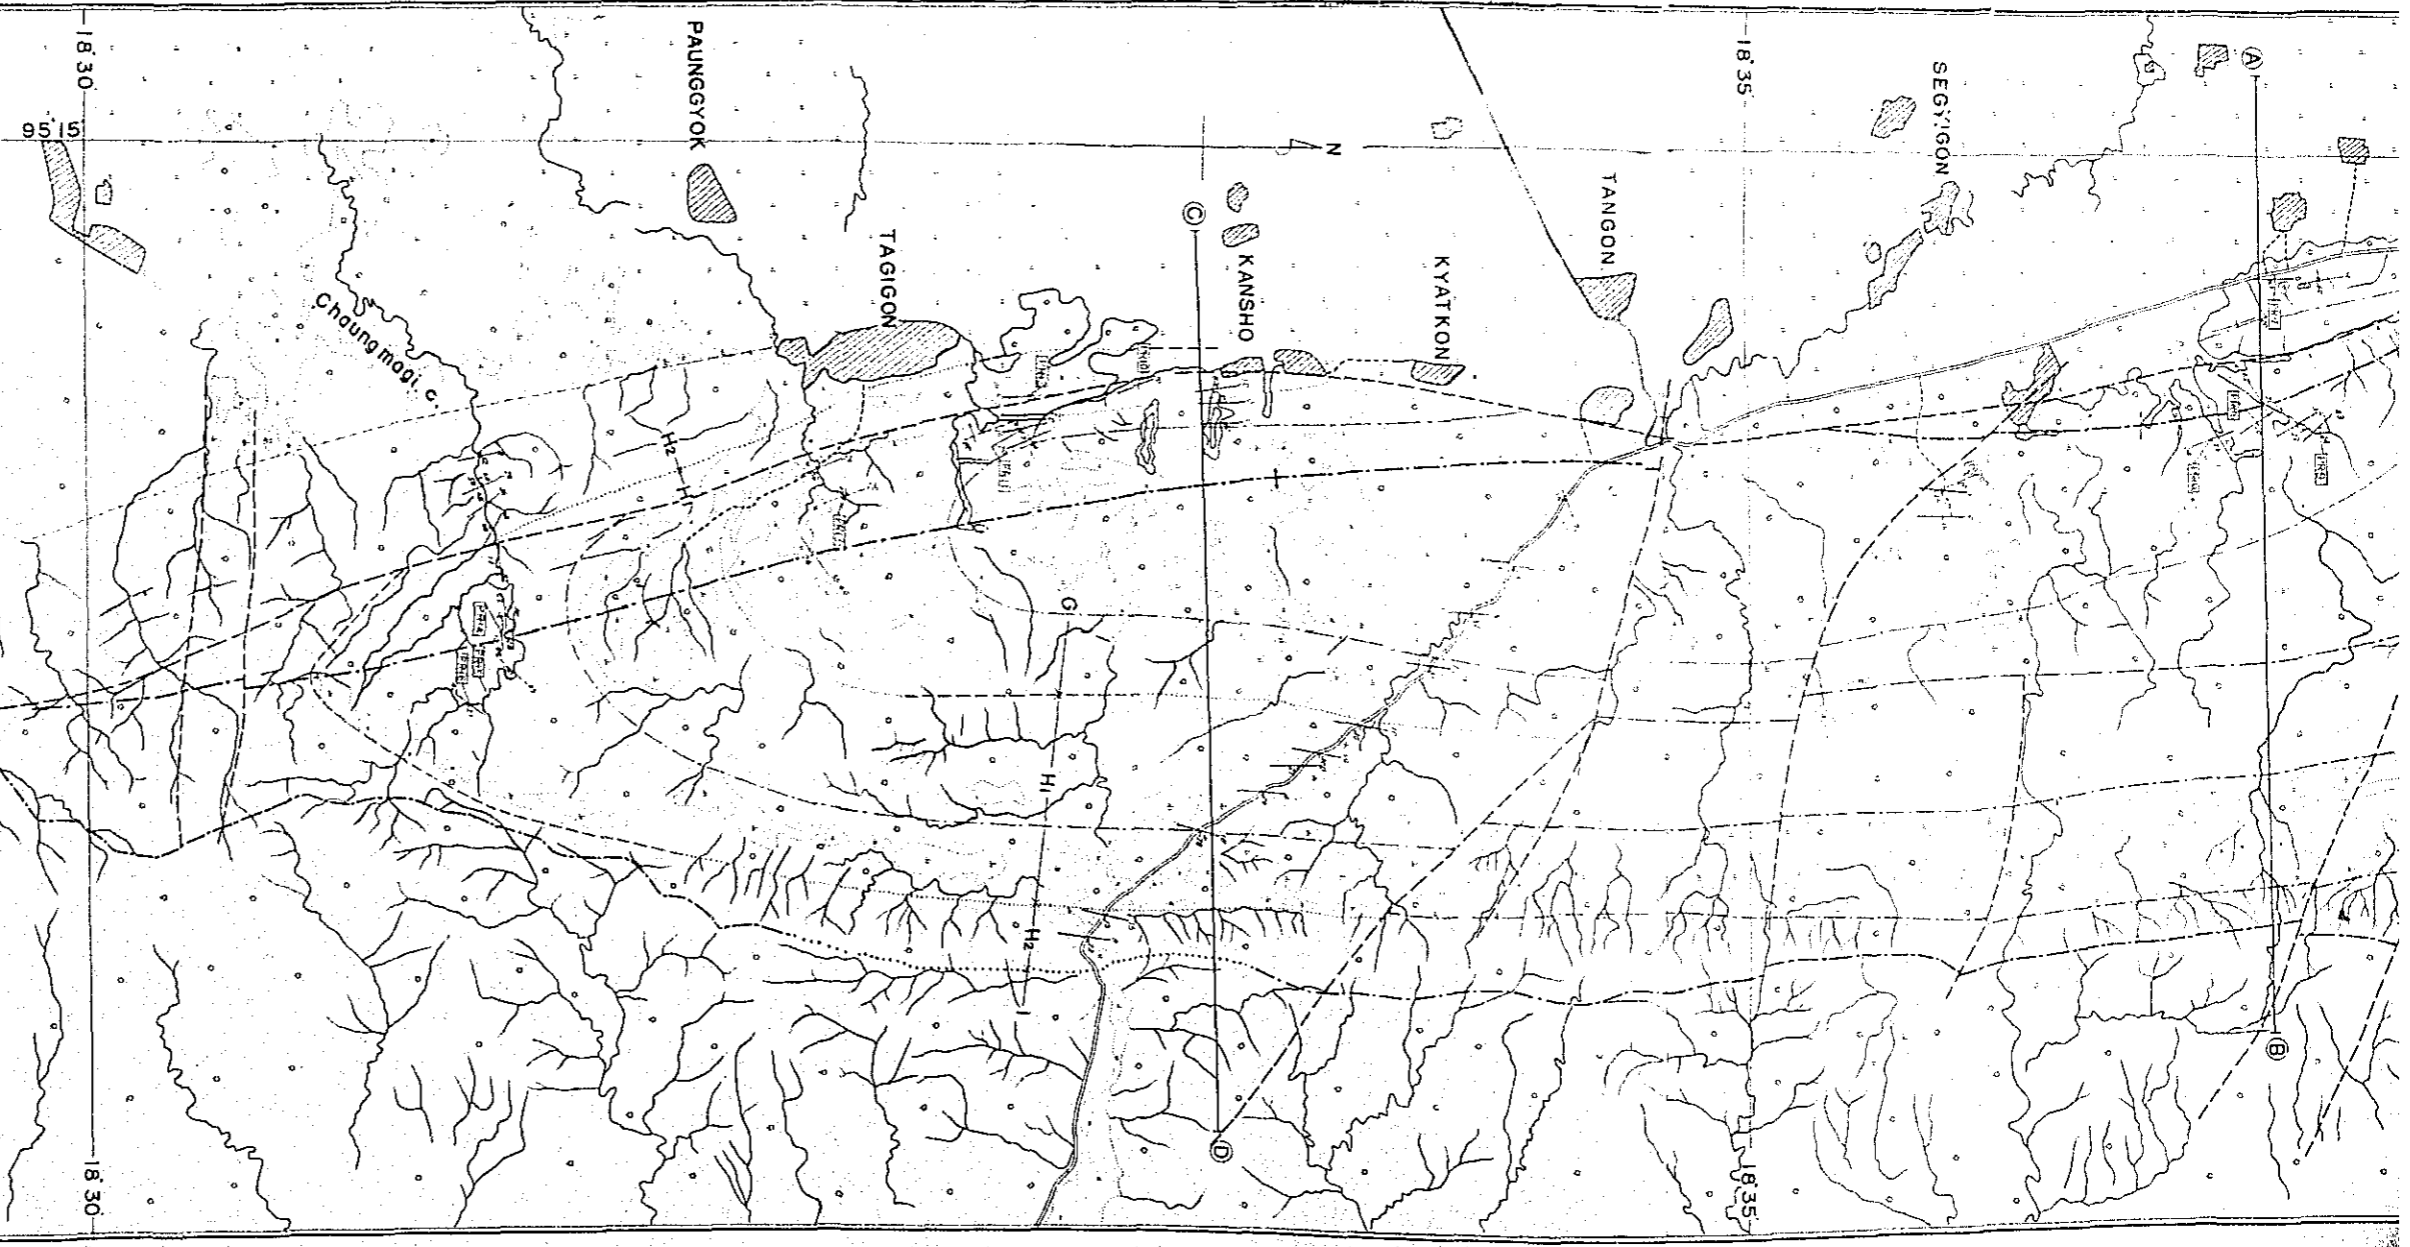 18°30'
95°15'
PAUNGGYOK
TAGIGON
Chaungmagi. C.
KANSHO
KYATKON
TANGON
18°35'
SEGYIGON
N
A
B
C
D
G
H1
H2
I
H2
I
18°30'
18°35'